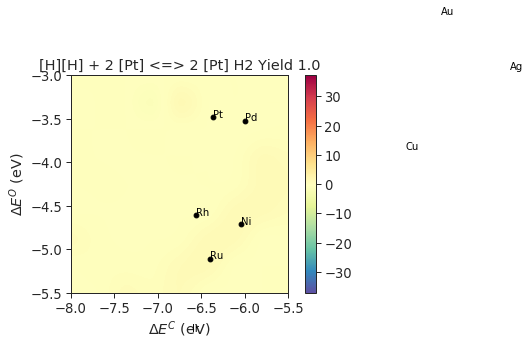 Au
[H][H] + 2 [Pt] <=> 2 [Pt] H2 Yield 1.0
Ag
Cu
−3.0
−3.5
−4.0
−4.5
−5.0
−5.5
ΔE^O (eV)
Pt
Pd
Rh
Ni
Ru
30
20
10
0
−10
−20
−30
−8.0 −7.5 −7.0 −6.5 −6.0 −5.5
ΔE^C (eV)
Ir